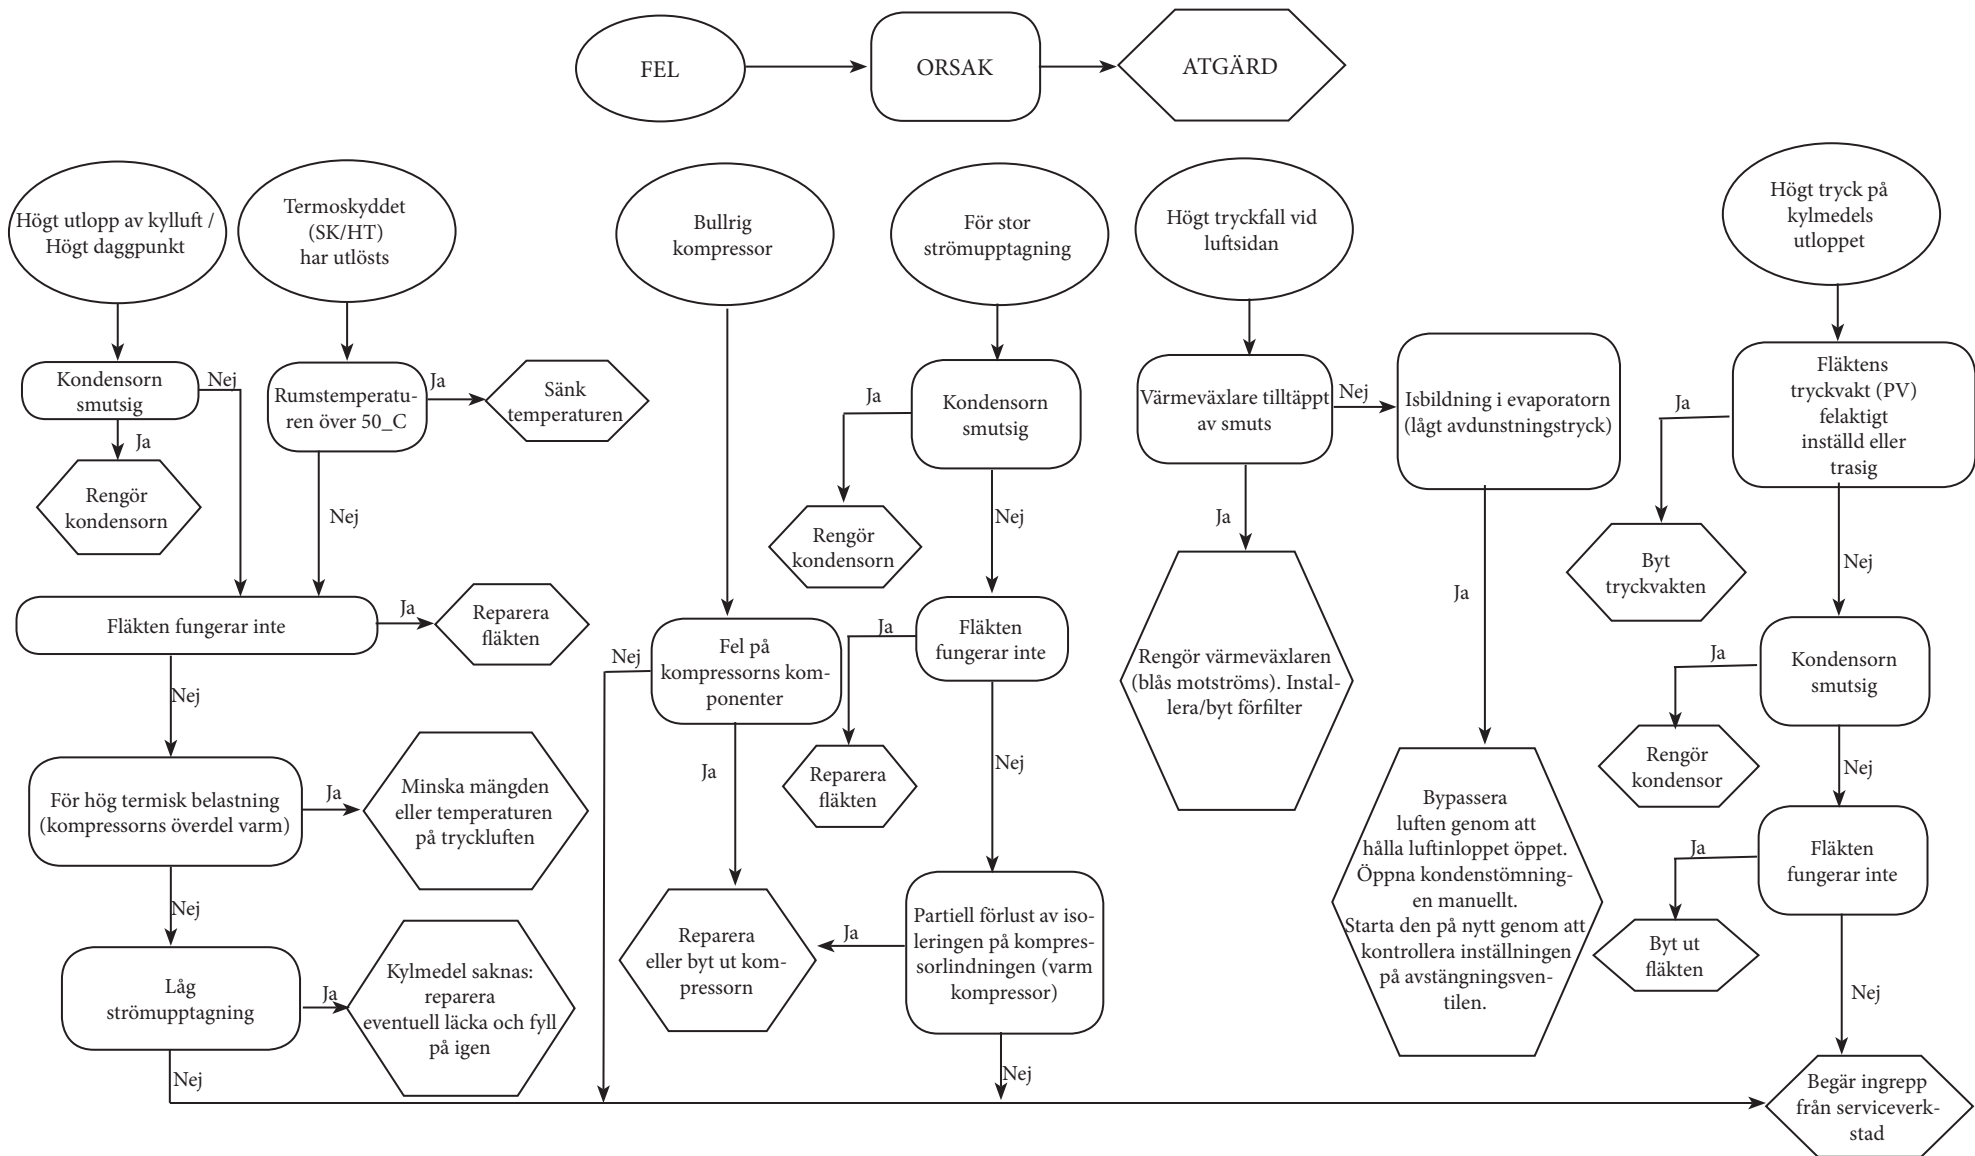 FEL
ORSAK
ATGÄRD
Högt utlopp av kylluft /
Högt daggpunkt
Termoskyddet
(SK/HT)
har utlösts
Bullrig
kompressor
För stor
strömupptagning
Högt tryckfall vid
luftsidan
Högt tryck på
kylmedels
utloppet
Kondensorn
smutsig
Nej
Ja
Rengör
kondensorn
Rumstemperatu-
ren över 50_C
Ja
Sänk
temperaturen
Nej
Fläkten fungerar inte
Ja
Reparera
fläkten
Nej
För hög termisk belastning
(kompressorns överdel varm)
Ja
Minska mängden
eller temperaturen
på tryckluften
Nej
Låg
strömupptagning
Ja
Kylmedel saknas:
reparera
eventuell läcka och fyll
på igen
Nej
Fel på
kompressorns kom-
ponenter
Nej
Ja
Reparera
eller byt ut kom-
pressorn
Kondensorn
smutsig
Ja
Rengör
kondensorn
Nej
Fläkten
fungerar inte
Ja
Reparera
fläkten
Nej
Partiell förlust av iso-
leringen på kompres-
sorlindningen (varm
kompressor)
Ja
Nej
Värmeväxlare tilltäppt
av smuts
Nej
Ja
Rengör värmeväxlaren
(blås motströms). Instal-
lera/byt förfilter
Isbildning i evaporatorn
(lågt avdunstningstryck)
Ja
Bypassera
luften genom att
hålla luftinloppet öppet.
Öppna kondenstömning-
en manuellt.
Starta den på nytt genom att
kontrollera inställningen
på avstängningsven-
tilen.
Fläktens
tryckvakt (PV)
felaktigt
inställd eller
trasig
Ja
Byt
tryckvakten
Nej
Kondensorn
smutsig
Ja
Rengör
kondensor
Nej
Fläkten
fungerar inte
Ja
Byt ut
fläkten
Nej
Begär ingrepp
från serviceverk-
stad